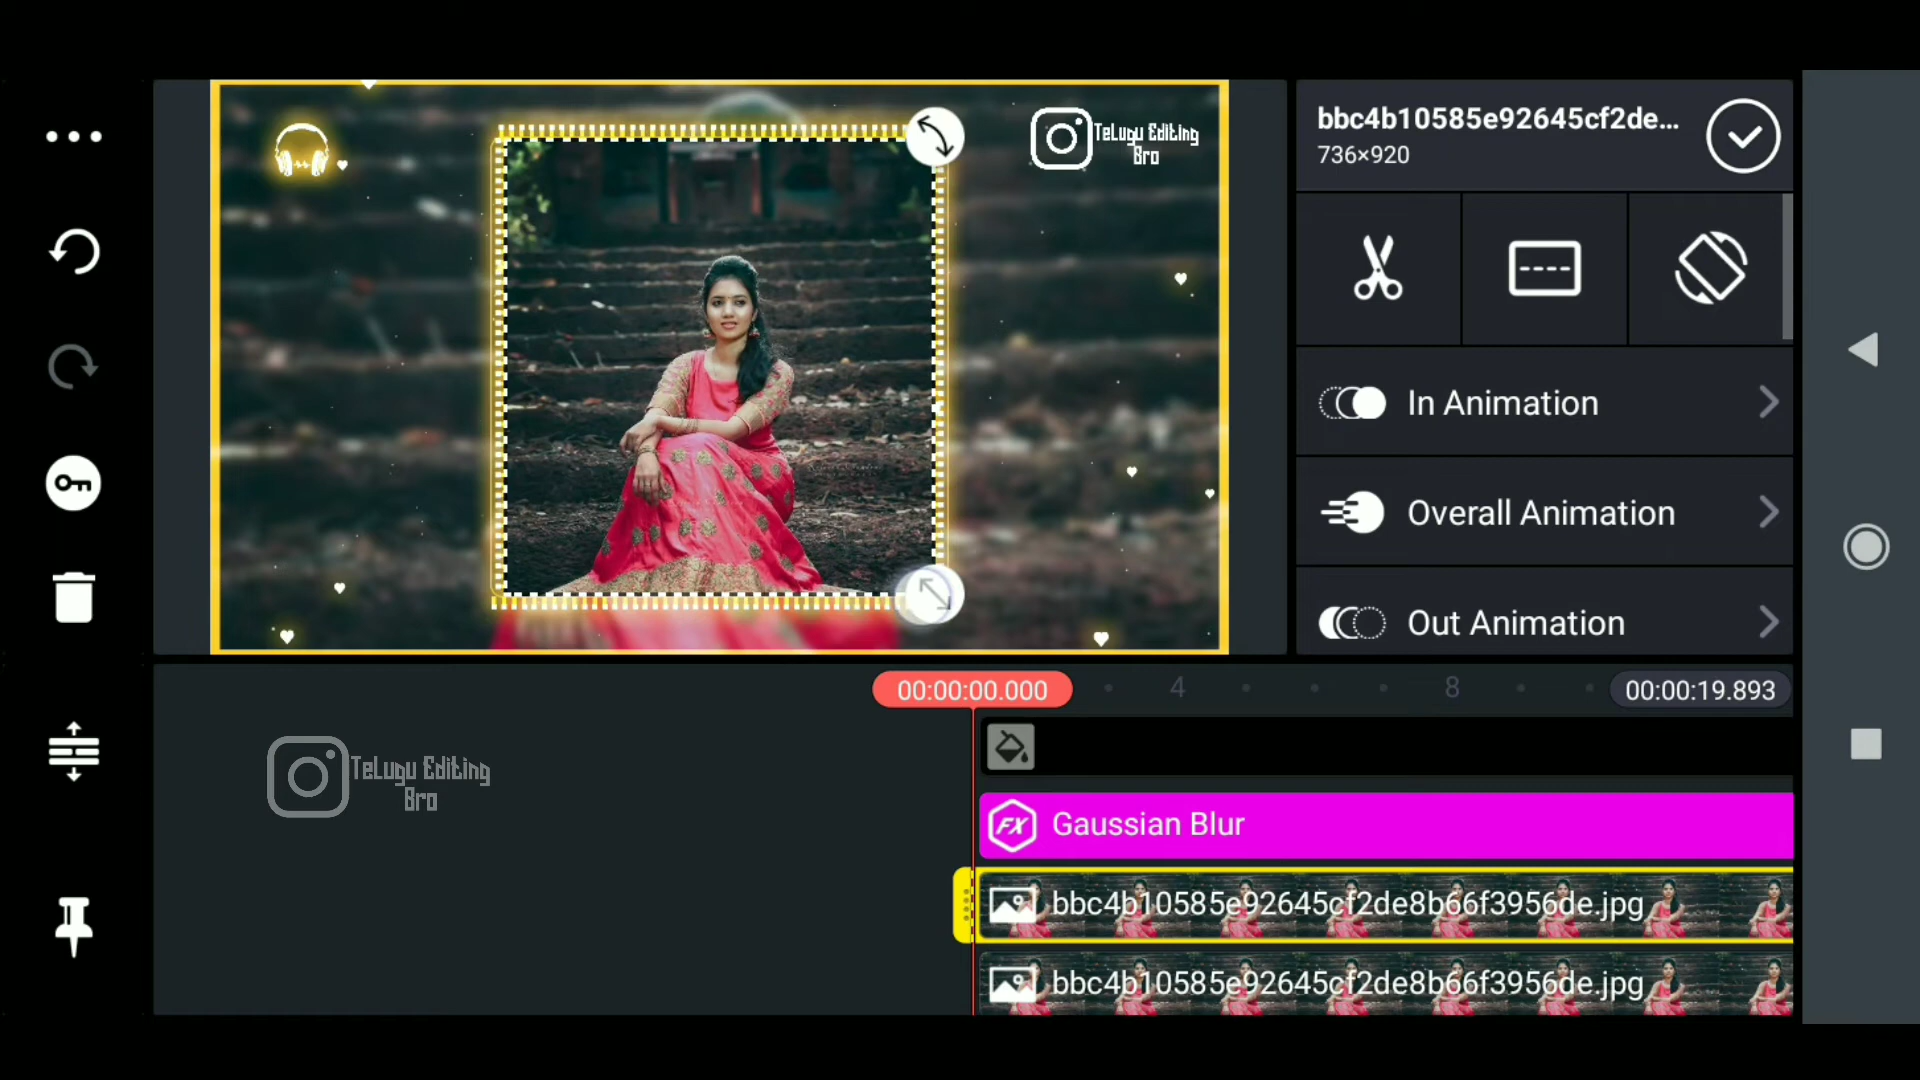 Telugu Editing
Bro
bbc4b10585e92645cf2de...
736×920
In Animation
Overall Animation
Out Animation
00:00:00.000
4
8
00:00:19.893
Telugu Editing
Bro
FX Gaussian Blur
bbc4b10585e92645cf2de8b66f3956de.jpg
bbc4b10585e92645cf2de8b66f3956de.jpg